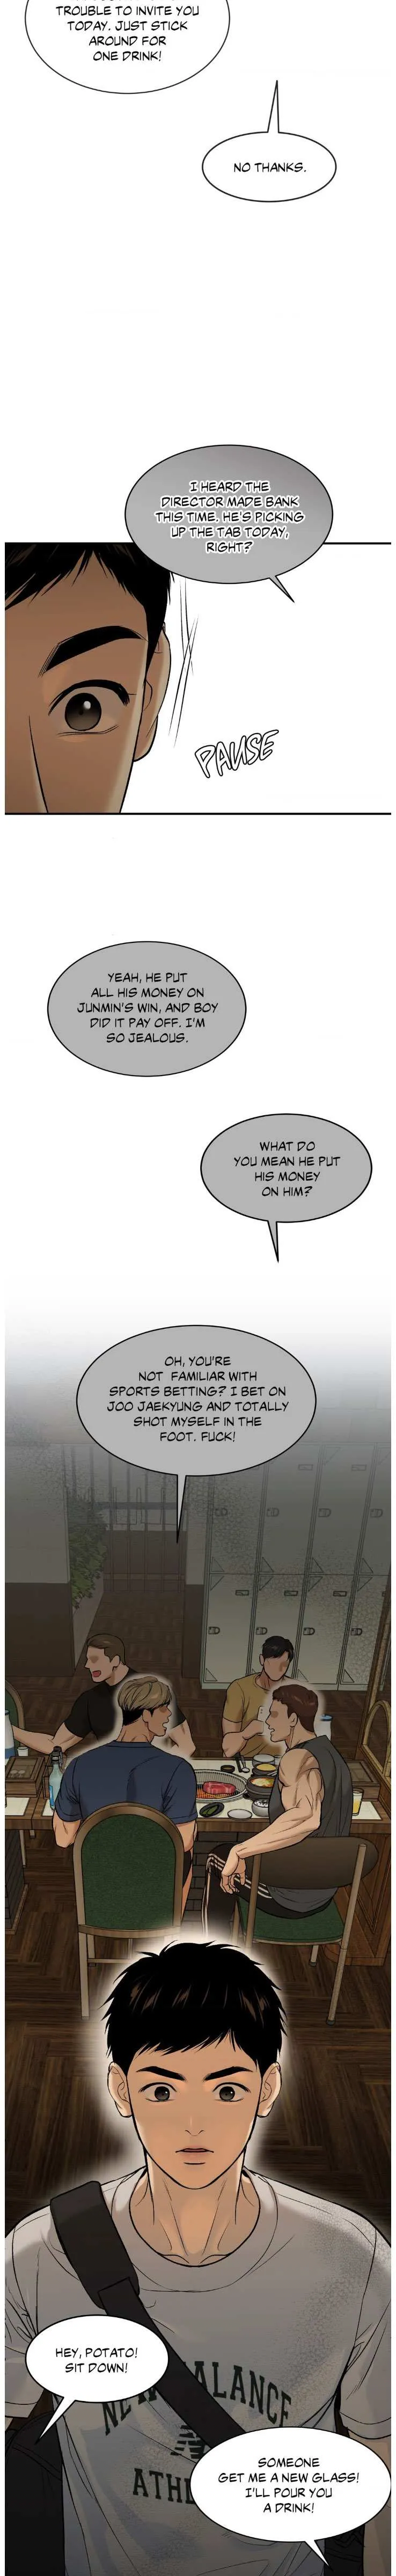 TROUBLE TO INVITE YOU
TODAY. JUST STICK
AROUND FOR
ONE DRINK!
NO THANKS.
I HEARD THE
DIRECTOR MADE BANK
THIS TIME. HE'S PICKING
UP THE TAB TODAY,
RIGHT?
PAUSE
YEAH, HE PUT
ALL HIS MONEY ON
JUNMIN'S WIN, AND BOY
DID IT PAY OFF. I'M
SO JEALOUS.
WHAT DO
YOU MEAN HE PUT
HIS MONEY
ON HIM?
OH, YOU'RE
NOT FAMILIAR WITH
SPORTS BETTING? I BET ON
JOO JAEKYUNG AND TOTALLY
SHOT MYSELF IN THE
FOOT. FUCK!
HEY, POTATO!
SIT DOWN!
ALANCE
ATH
SOMEONE
GET ME A NEW GLASS!
I'LL POUR YOU
A DRINK!